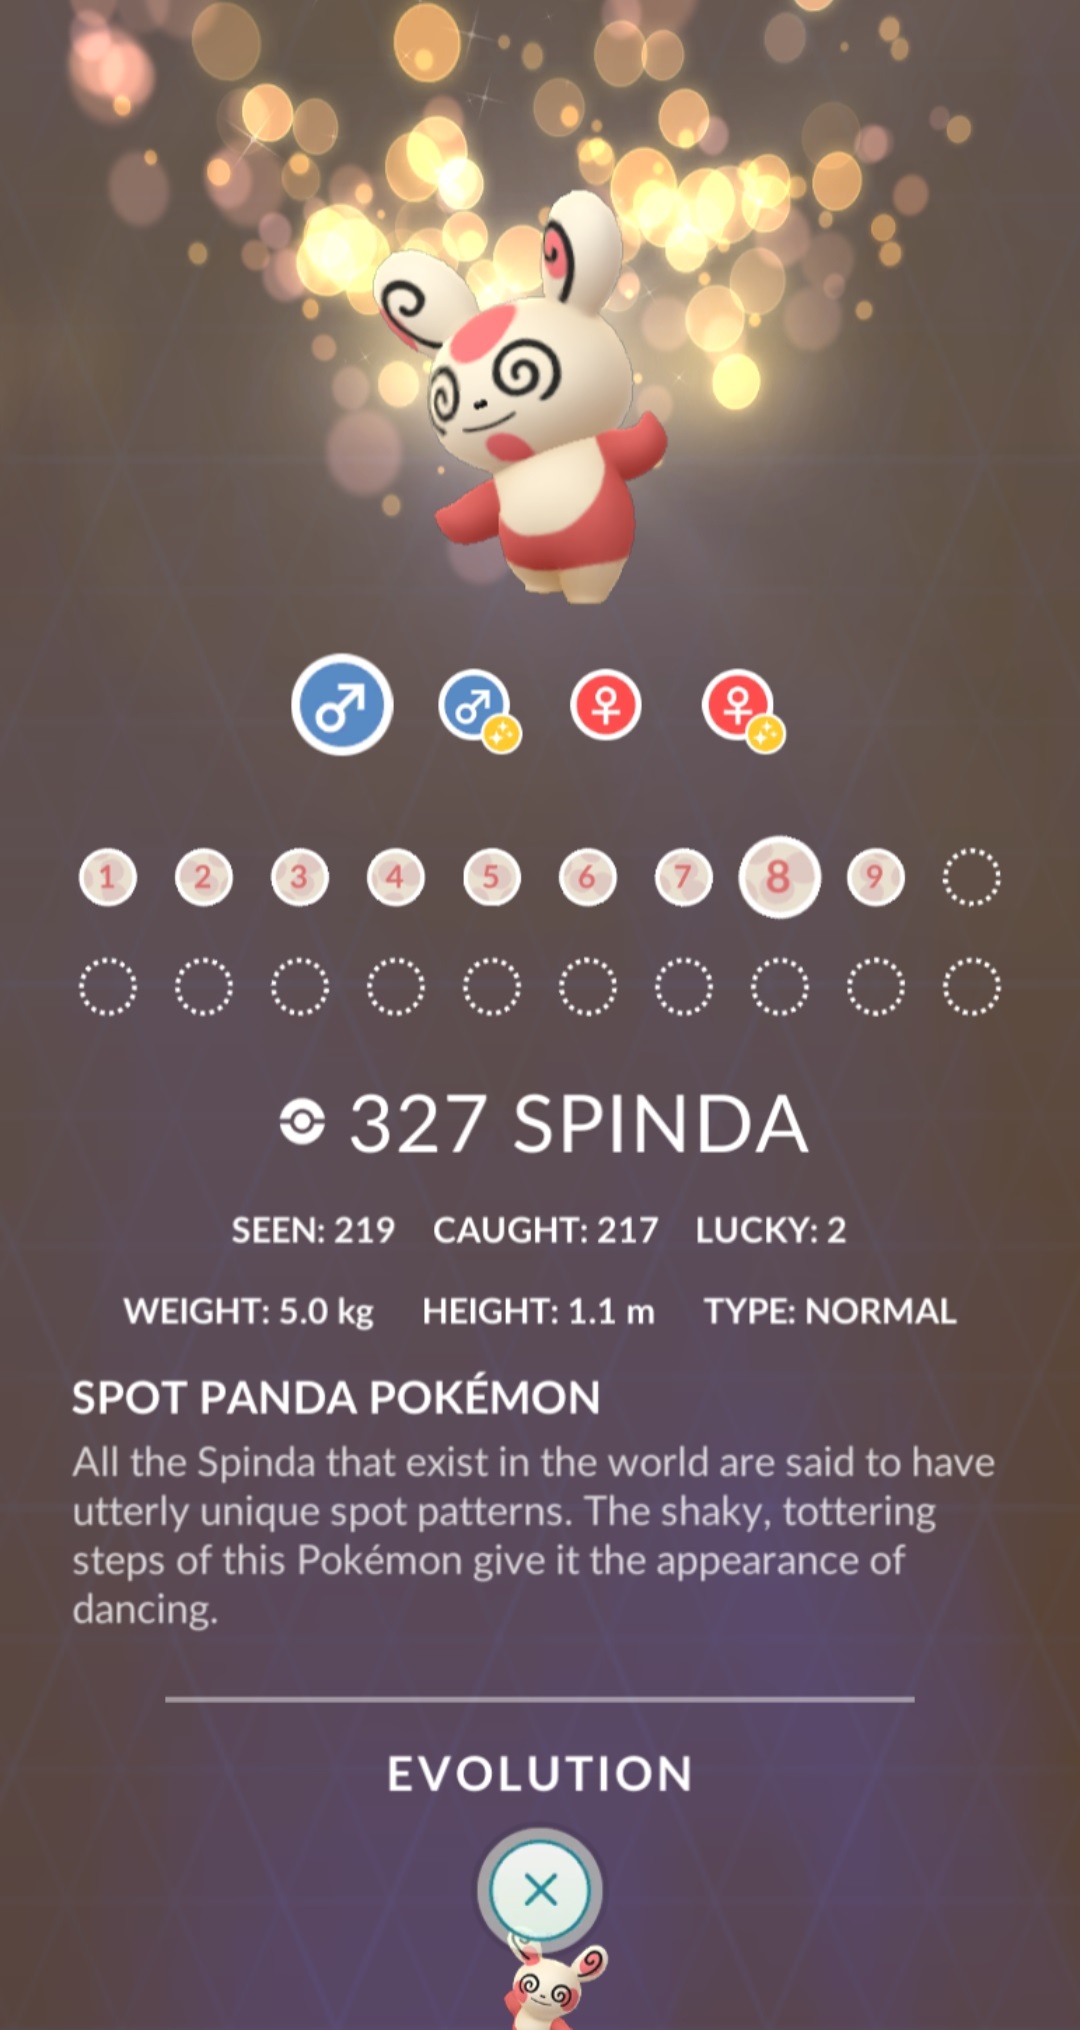 1 2 3 4 5 6 7 8 9
327 SPINDA
SEEN: 219 CAUGHT: 217 LUCKY: 2
WEIGHT: 5.0 kg HEIGHT: 1.1 m TYPE: NORMAL
SPOT PANDA POKÉMON
All the Spinda that exist in the world are said to have
utterly unique spot patterns. The shaky, tottering
steps of this Pokémon give it the appearance of
dancing.
EVOLUTION